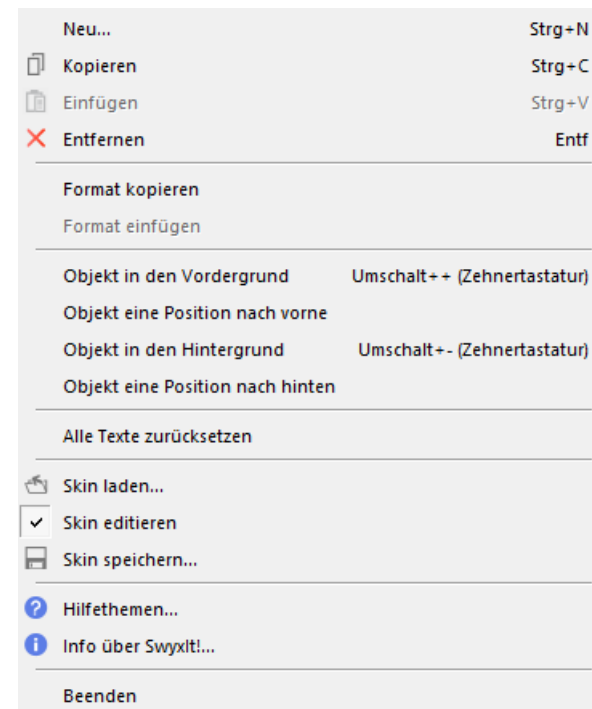 Neu... Strg+N
Kopieren Strg+C
Einfügen Strg+V
Entfernen Entf
Format kopieren
Format einfügen
Objekt in den Vordergrund Umschalt++ (Zehnertastatur)
Objekt eine Position nach vorne
Objekt in den Hintergrund Umschalt+- (Zehnertastatur)
Objekt eine Position nach hinten
Alle Texte zurücksetzen
Skin laden...
Skin editieren
Skin speichern...
Hilfethemen...
Info über SwyxIt!...
Beenden